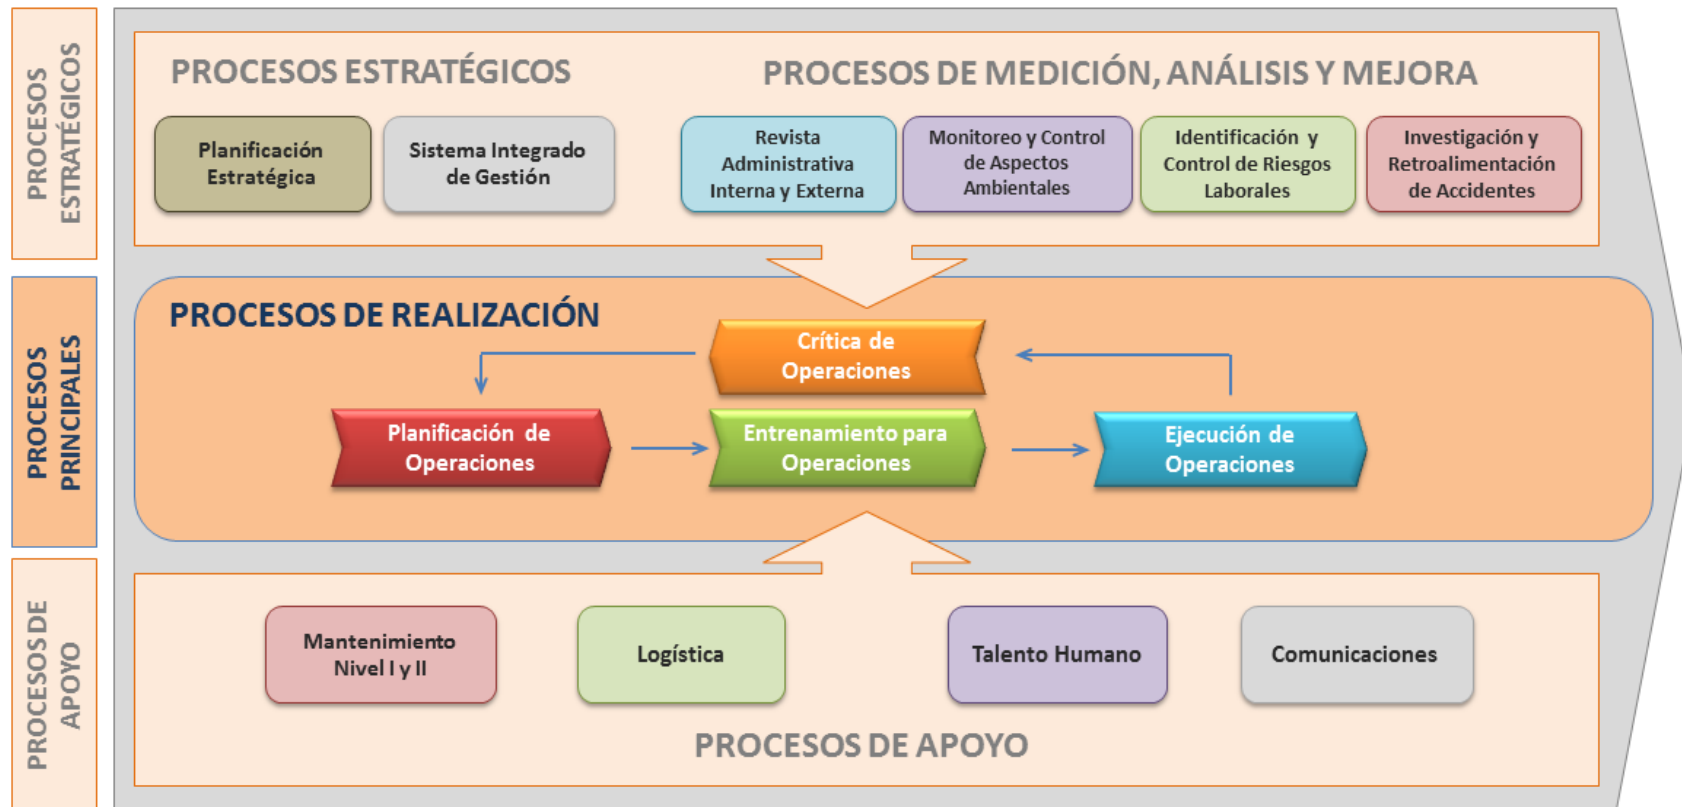 PROCESOS
ESTRATÉGICOS
PROCESOS ESTRATÉGICOS
PROCESOS DE MEDICIÓN, ANÁLISIS Y MEJORA
Planificación
Estratégica
Sistema Integrado
de Gestión
Revista
Administrativa
Interna y Externa
Monitoreo y Control
de Aspectos
Ambientales
Identificación y
Control de Riesgos
Laborales
Investigación y
Retroalimentación
de Accidentes
PROCESOS
PRINCIPALES
PROCESOS DE REALIZACIÓN
Crítica de
Operaciones
Planificación de
Operaciones
Entrenamiento para
Operaciones
Ejecución de
Operaciones
PROCESOS DE
APOYO
Mantenimiento
Nivel I y II
Logística
Talento Humano
Comunicaciones
PROCESOS DE APOYO